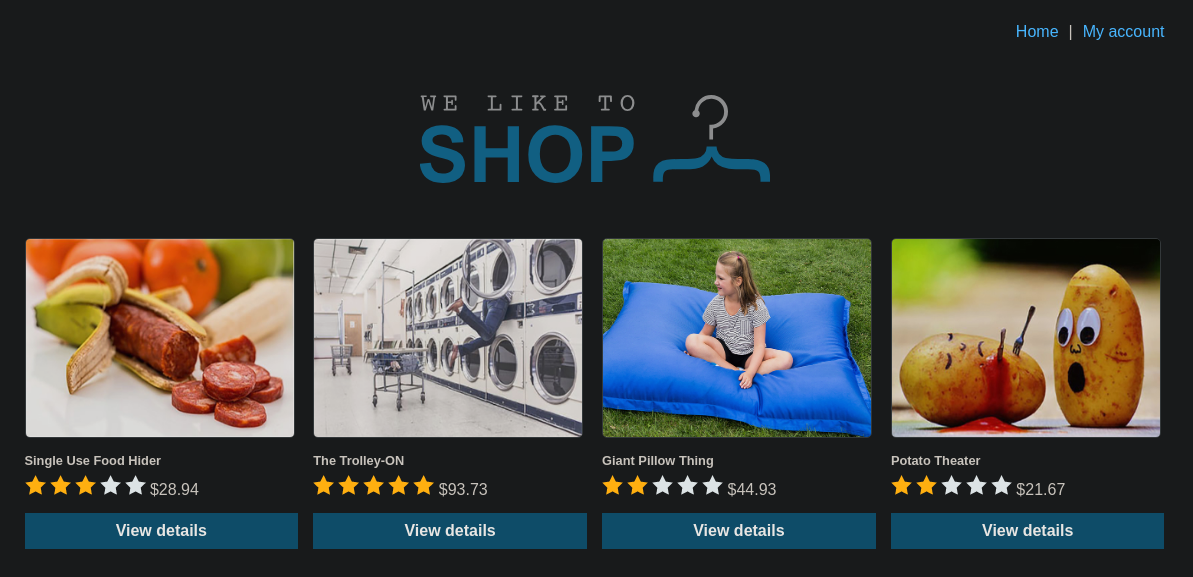 Home | My account
WE LIKE TO
SHOP
Single Use Food Hider
$28.94
View details
The Trolley-ON
$93.73
View details
Giant Pillow Thing
$44.93
View details
Potato Theater
$21.67
View details